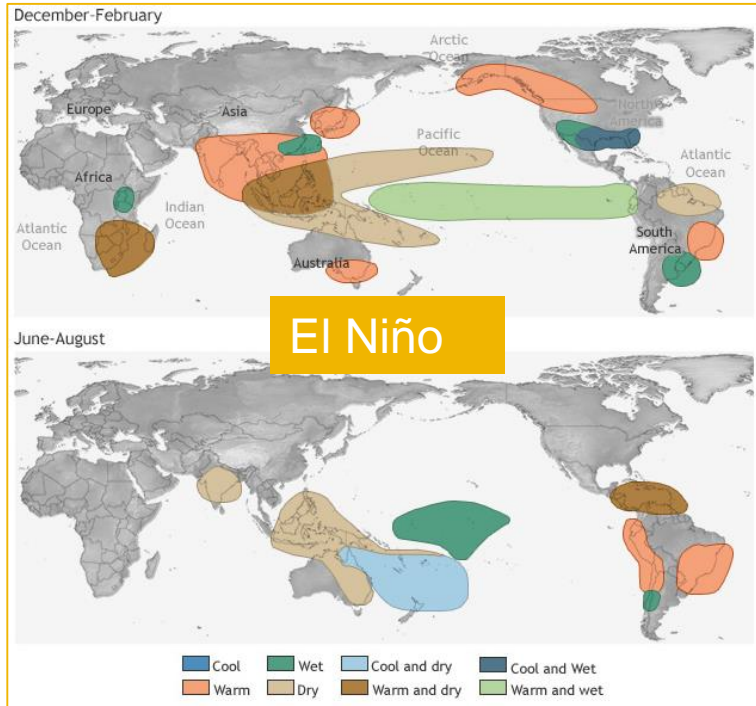 December-February
Arctic
Ocean
Europe
Asia
North
America
Pacific
Ocean
Africa
Atlantic
Ocean
Indian
Ocean
Atlantic
Ocean
South
America
Australia
El Niño
June-August
Cool
Wet
Cool and dry
Cool and Wet
Warm
Dry
Warm and dry
Warm and wet